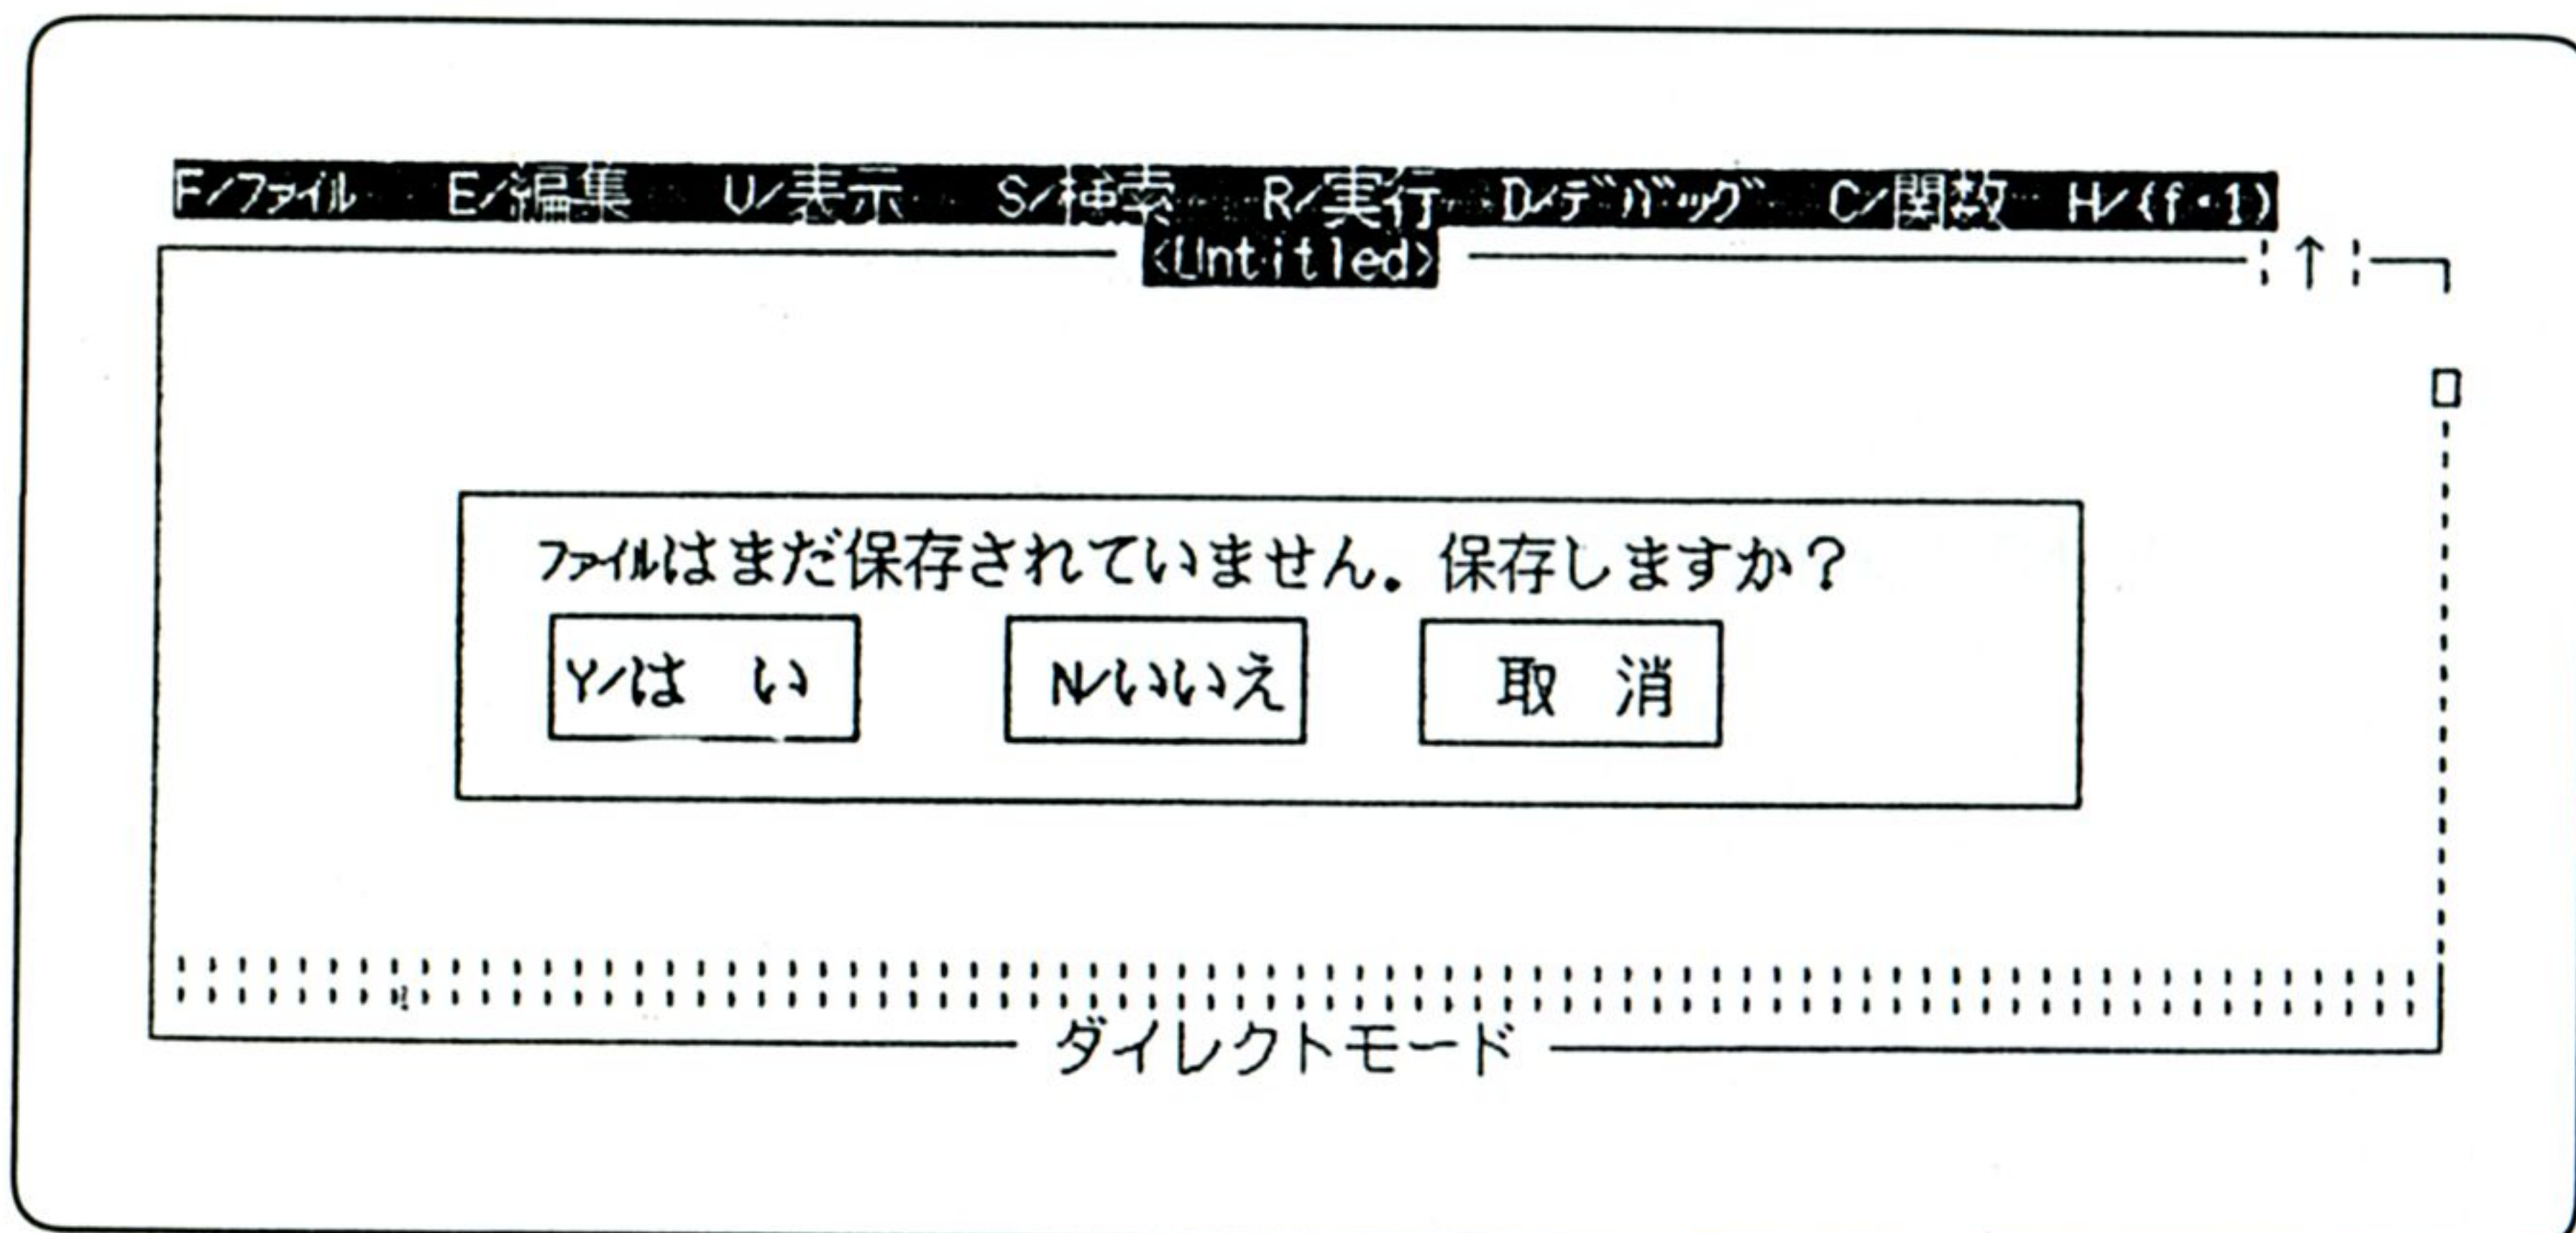 F/ﾌｧｲﾙ E/編集 V/表示 S/検索 R/実行 D/ﾃﾞﾊﾞｯｸﾞ C/関数 H/(f･1)
<Untitled> ↑
ﾌｧｲﾙはまだ保存されていません。保存しますか？
Y/は い N/いいえ 取 消
ダイレクトモード